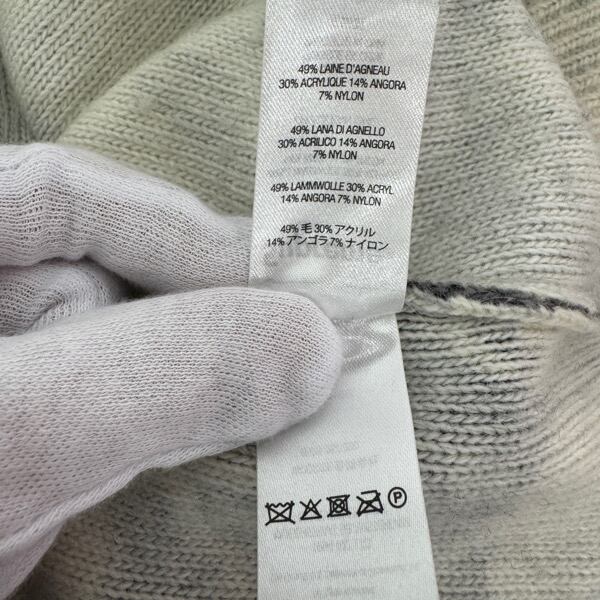 49% LAINE D'AGNEAU
30% ACRYLIQUE 14% ANGORA
7% NYLON
49% LANA DI AGNELLO
30% ACRILICO 14% ANGORA
7% NYLON
49% LAMMWOLLE 30% ACRYL
14% ANGORA 7% NYLON
49% 毛 30% アクリル
14% アンゴラ 7% ナイロン
P